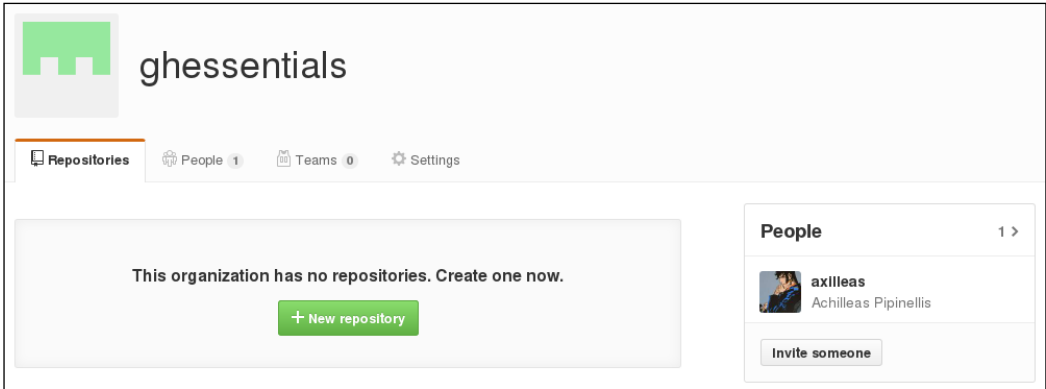 ghessentials
Repositories People 1 Teams 0 Settings
This organization has no repositories. Create one now.
+ New repository
People 1 >
axilleas
Achilleas Pipinellis
Invite someone